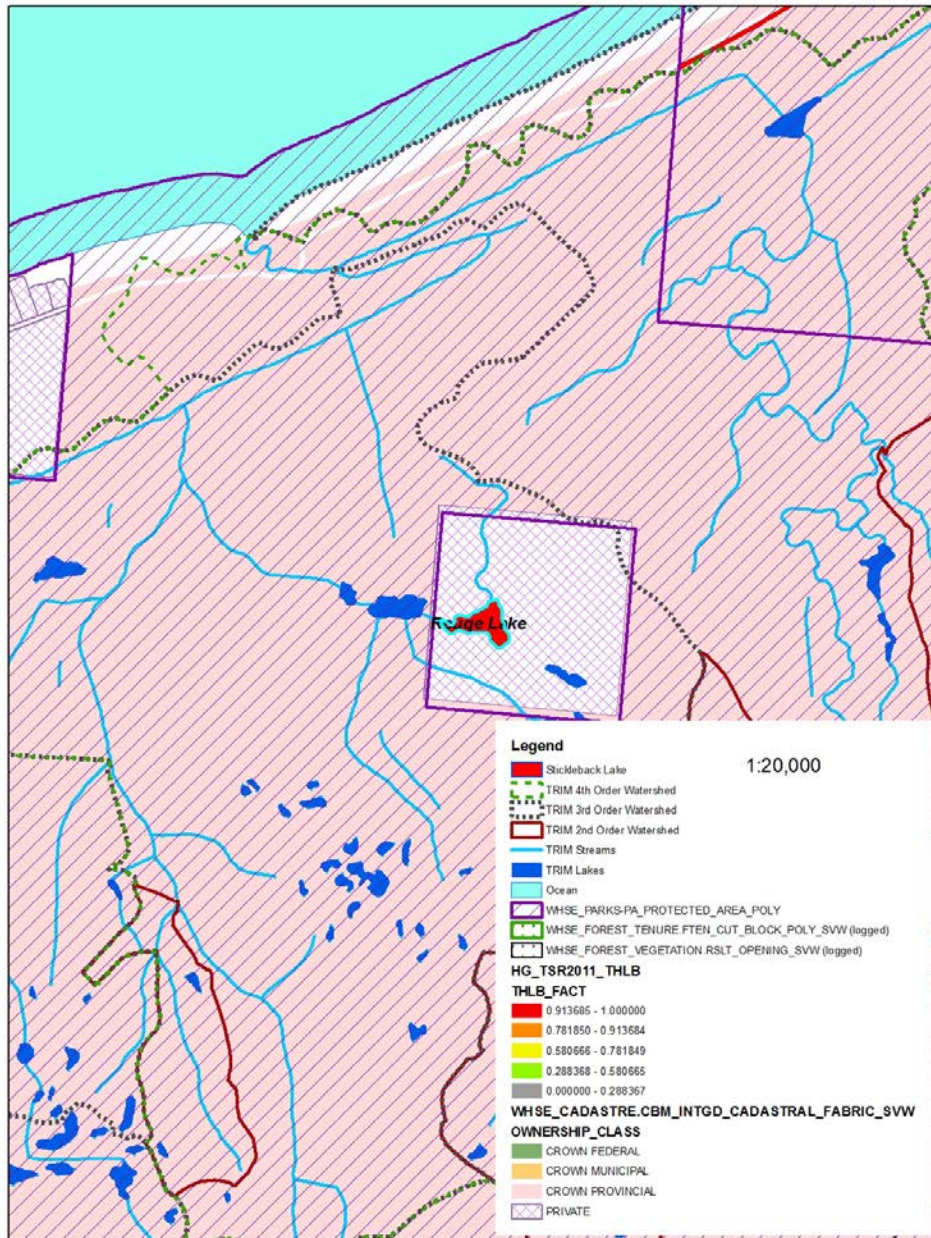 Rouge Lake
Legend
1:20,000
Stickleback Lake
TRIM 4th Order Watershed
TRIM 3rd Order Watershed
TRIM 2nd Order Watershed
TRIM Streams
TRIM Lakes
Ocean
WHSE_PARKS-PA_PROTECTED_AREA_POLY
WHSE_FOREST_TENURE.FTEN_CUT_BLOCK_POLY_SVW (logged)
WHSE_FOREST_VEGETATION.RSLT_OPENING_SVW (logged)
HG_TSR2011_THLB
THLB_FACT
0.913685 - 1.000000
0.781850 - 0.913684
0.580666 - 0.781849
0.288368 - 0.580665
0.000000 - 0.288367
WHSE_CADASTRE.CBM_INTGD_CADASTRAL_FABRIC_SVW
OWNERSHIP_CLASS
CROWN FEDERAL
CROWN MUNICIPAL
CROWN PROVINCIAL
PRIVATE